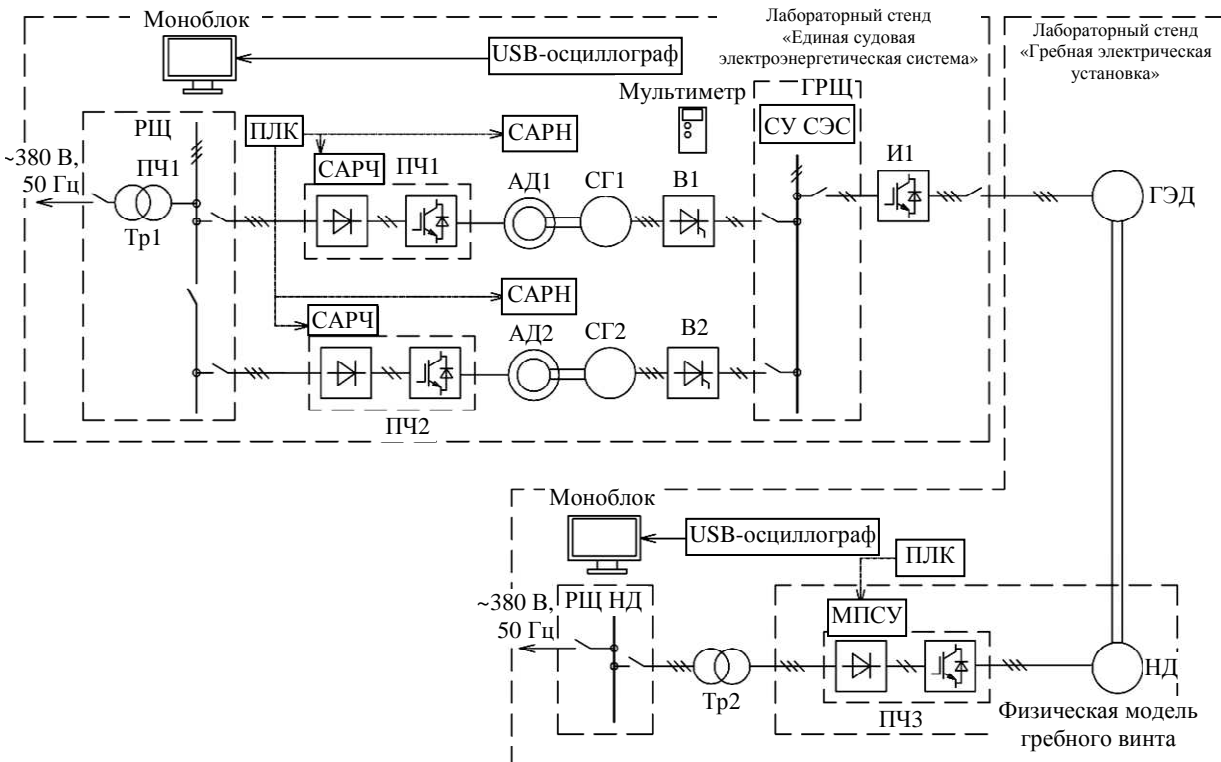 Моноблок
USB-осциллограф
Лабораторный стенд
«Единая судовая
электроэнергетическая система»
Лабораторный стенд
«Гребная электрическая
установка»
Мультиметр
ГРЩ
РЩ
ПЛК
САРН
СУ СЭС
~380 В,
50 Гц
ПЧ1
САРЧ
ПЧ1
АД1
СГ1
В1
И1
ГЭД
Тр1
САРН
САРЧ
АД2
СГ2
В2
ПЧ2
Моноблок
USB-осциллограф
ПЛК
~380 В,
50 Гц
РЩ НД
МПСУ
НД
Тр2
ПЧ3
Физическая модель
гребного винта